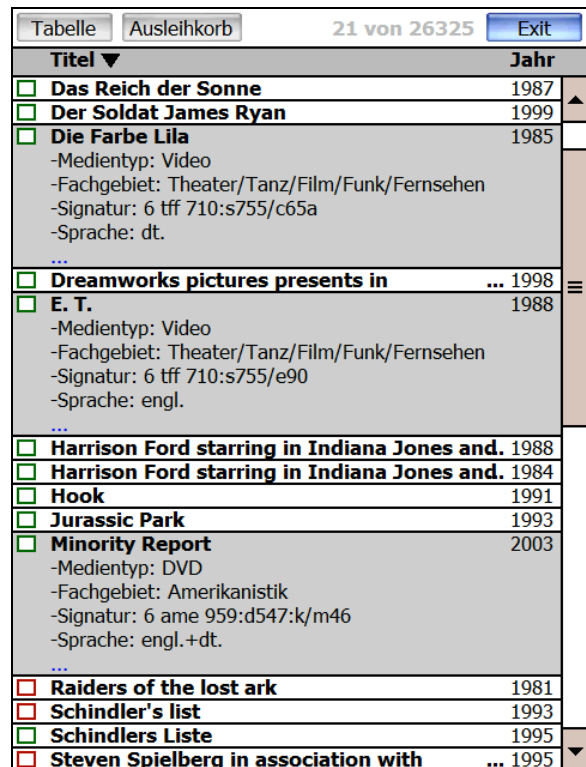 Tabelle Ausleihkorb 21 von 26325 Exit
Titel ▼ Jahr
Das Reich der Sonne 1987
Der Soldat James Ryan 1999
Die Farbe Lila 1985
-Medientyp: Video
-Fachgebiet: Theater/Tanz/Film/Funk/Fernsehen
-Signatur: 6 tff 710:s755/c65a
-Sprache: dt.
...
Dreamworks pictures presents in ... 1998
E. T. 1988
-Medientyp: Video
-Fachgebiet: Theater/Tanz/Film/Funk/Fernsehen
-Signatur: 6 tff 710:s755/e90
-Sprache: engl.
...
Harrison Ford starring in Indiana Jones and. 1988
Harrison Ford starring in Indiana Jones and. 1984
Hook 1991
Jurassic Park 1993
Minority Report 2003
-Medientyp: DVD
-Fachgebiet: Amerikanistik
-Signatur: 6 ame 959:d547:k/m46
-Sprache: engl.+dt.
...
Raiders of the lost ark 1981
Schindler's list 1993
Schindlers Liste 1995
Steven Spielberg in association with ... 1995